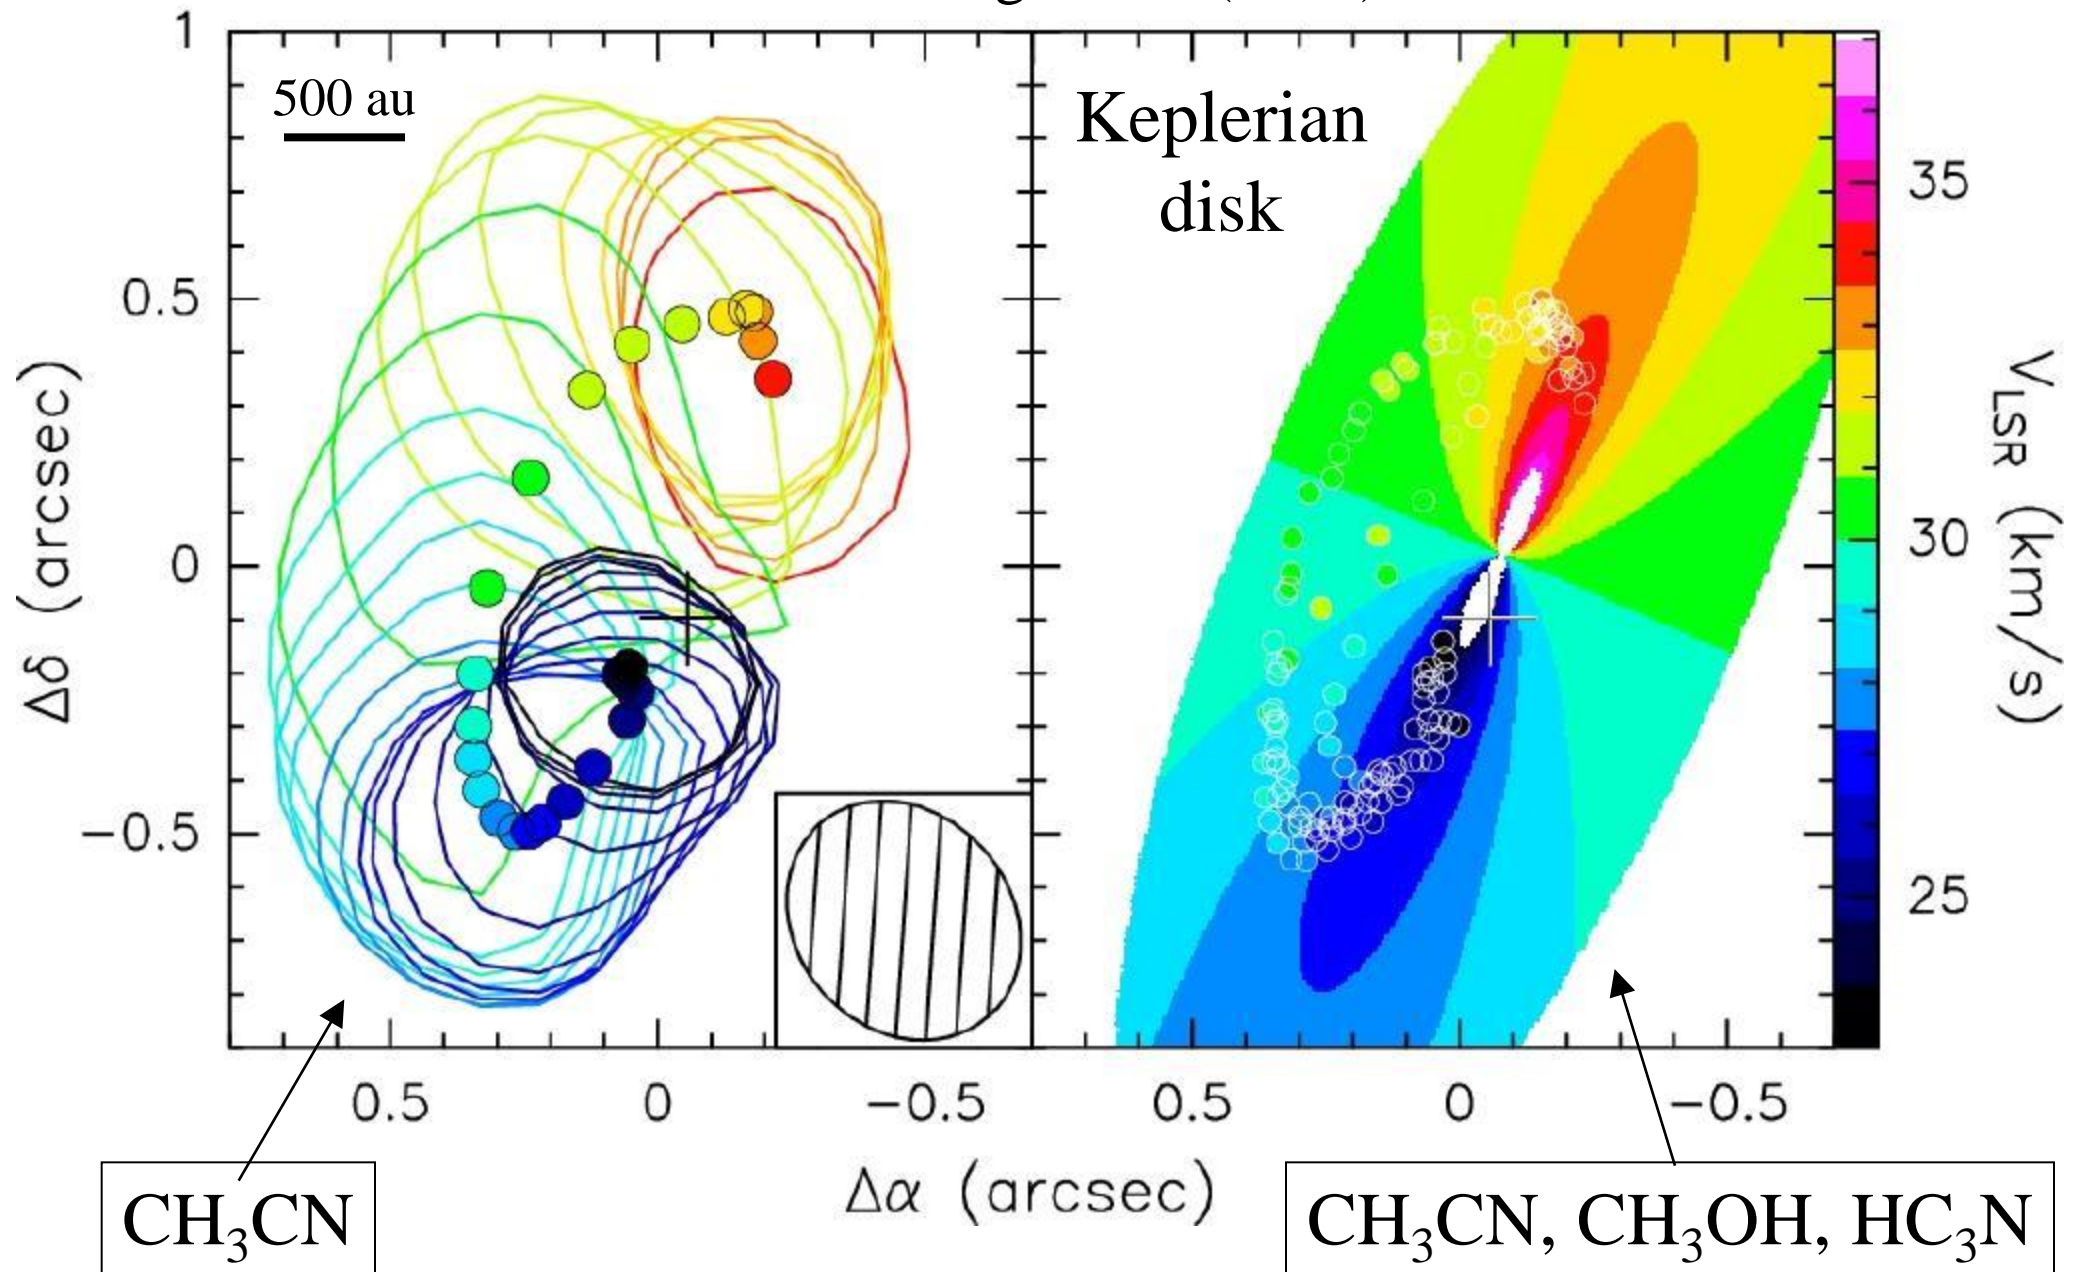 1
500 au
Keplerian
disk
35
0.5
30
0
25
−0.5
Δδ (arcsec)
V_LSR (km/s)
0.5 0 −0.5 0.5 0 −0.5
Δα (arcsec)
CH₃CN
CH₃CN, CH₃OH, HC₃N